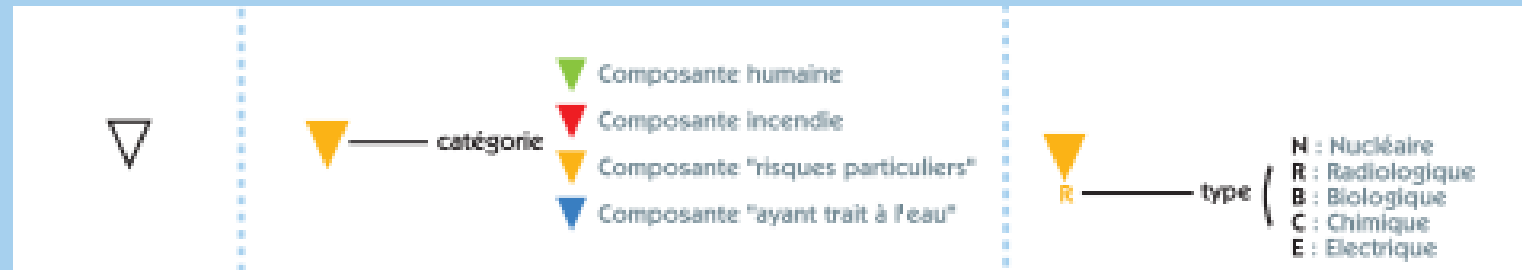 catégorie
Composante humaine
Composante incendie
Composante "risques particuliers"
Composante "ayant trait à l'eau"
R
type
N : Nucléaire
R : Radiologique
B : Biologique
C : Chimique
E : Electrique